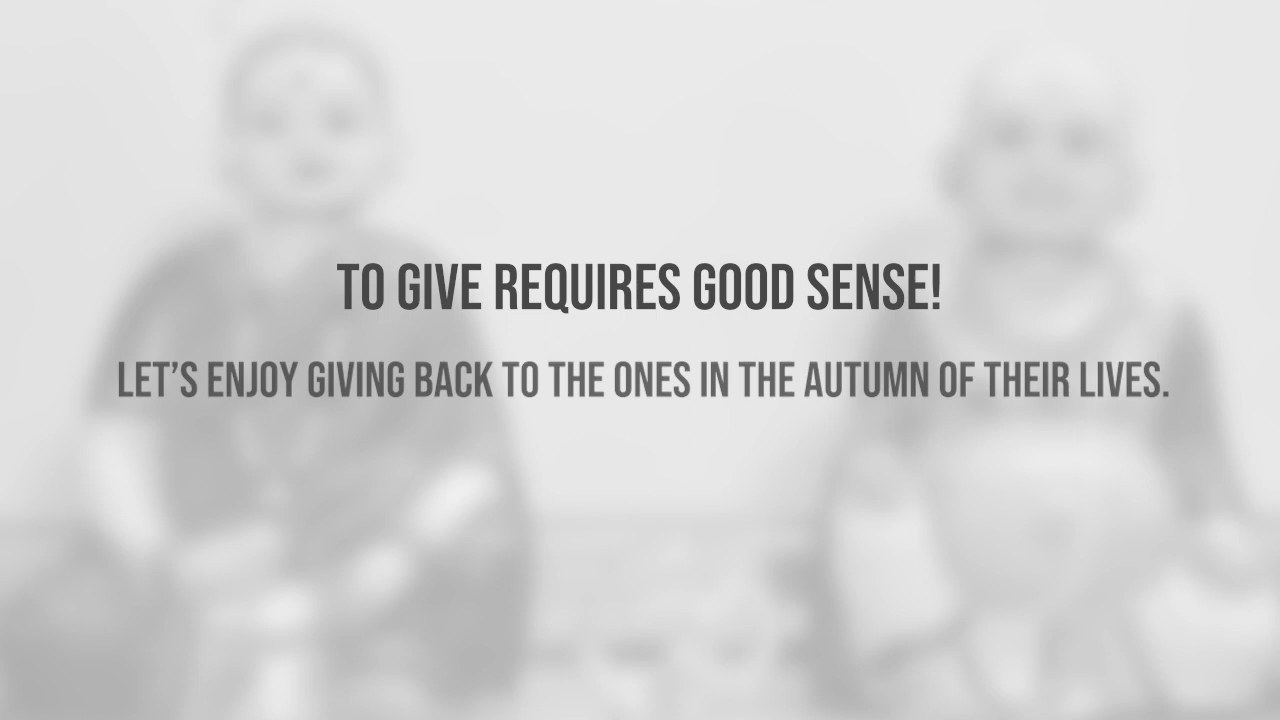 TO GIVE REQUIRES GOOD SENSE!
LET’S ENJOY GIVING BACK TO THE ONES IN THE AUTUMN OF THEIR LIVES.